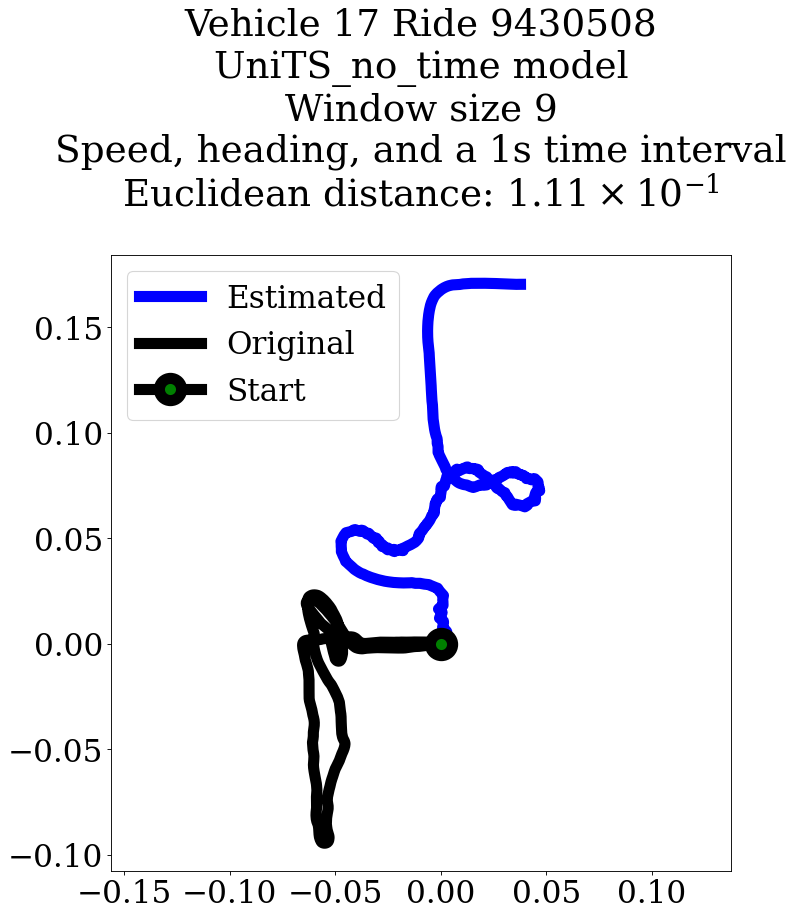 Vehicle 17 Ride 9430508
UniTS_no_time model
Window size 9
Speed, heading, and a 1s time interval
Euclidean distance: 1.11 × 10⁻¹
Estimated
Original
Start
0.15
0.10
0.05
0.00
−0.05
−0.10
−0.15 −0.10 −0.05 0.00 0.05 0.10